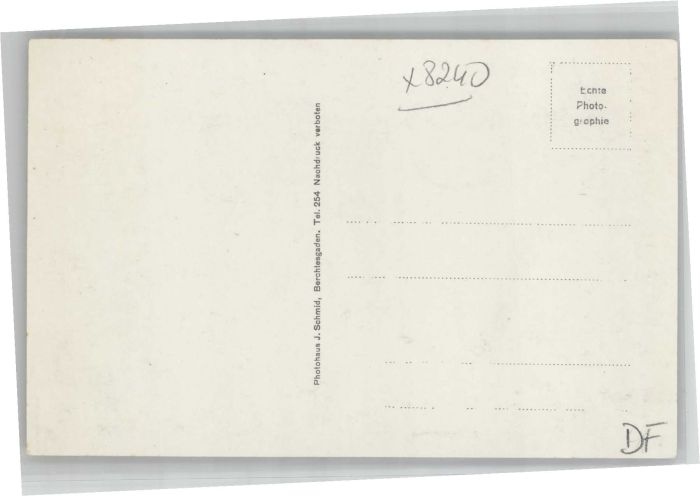 x8240
Echte
Photo-
graphie
Photohaus J. Schmid, Berchtesgaden. Tel. 254 Nachdruck verboten
DF